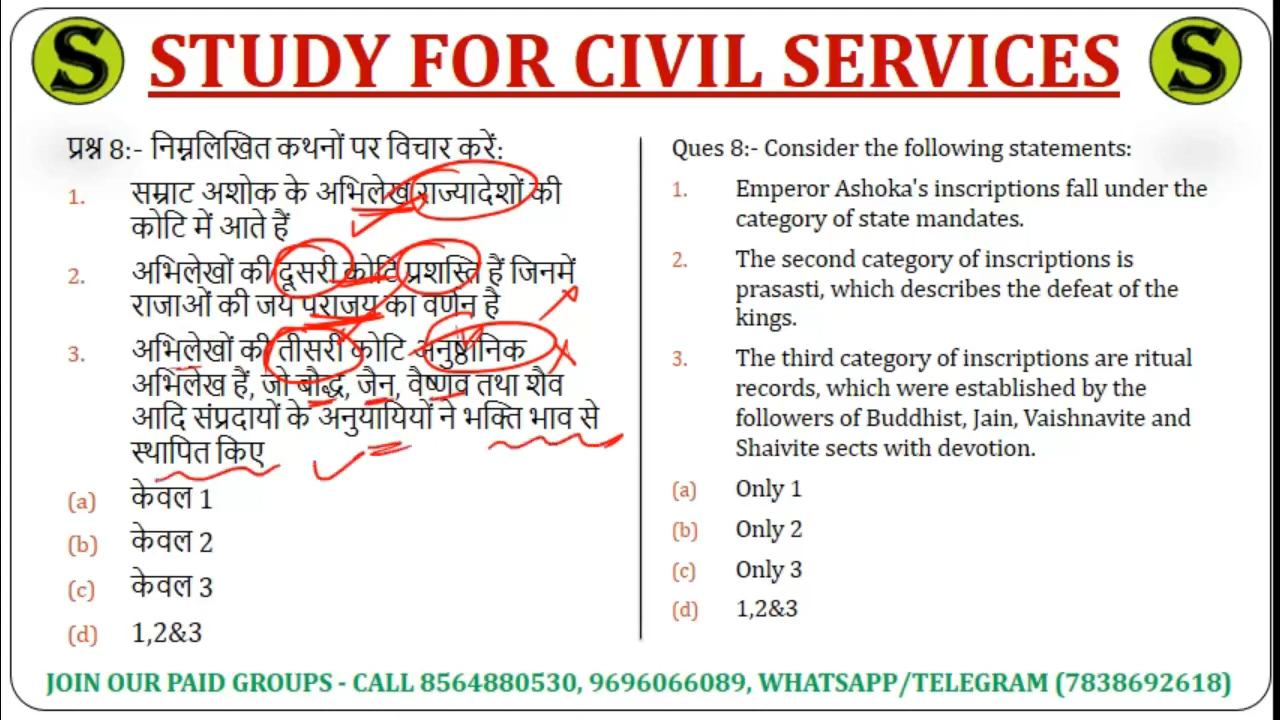 S
STUDY FOR CIVIL SERVICES
S
प्रश्न 8:- निम्नलिखित कथनों पर विचार करें:
1. सम्राट अशोक के अभिलेख राज्यादेशों की
कोटि में आते हैं
2. अभिलेखों की दूसरी कोटि प्रशस्ति हैं जिनमें
राजाओं की जय पराजय का वर्णन है
3. अभिलेखों की तीसरी कोटि अनुष्ठानिक
अभिलेख हैं, जो बौद्ध, जैन, वैष्णव तथा शैव
आदि संप्रदायों के अनुयायियों ने भक्ति भाव से
स्थापित किए
(a) केवल 1
(b) केवल 2
(c) केवल 3
(d) 1,2&3
Ques 8:- Consider the following statements:
1. Emperor Ashoka's inscriptions fall under the
category of state mandates.
2. The second category of inscriptions is
prasasti, which describes the defeat of the
kings.
3. The third category of inscriptions are ritual
records, which were established by the
followers of Buddhist, Jain, Vaishnavite and
Shaivite sects with devotion.
(a) Only 1
(b) Only 2
(c) Only 3
(d) 1,2&3
JOIN OUR PAID GROUPS - CALL 8564880530, 9696066089, WHATSAPP/TELEGRAM (7838692618)